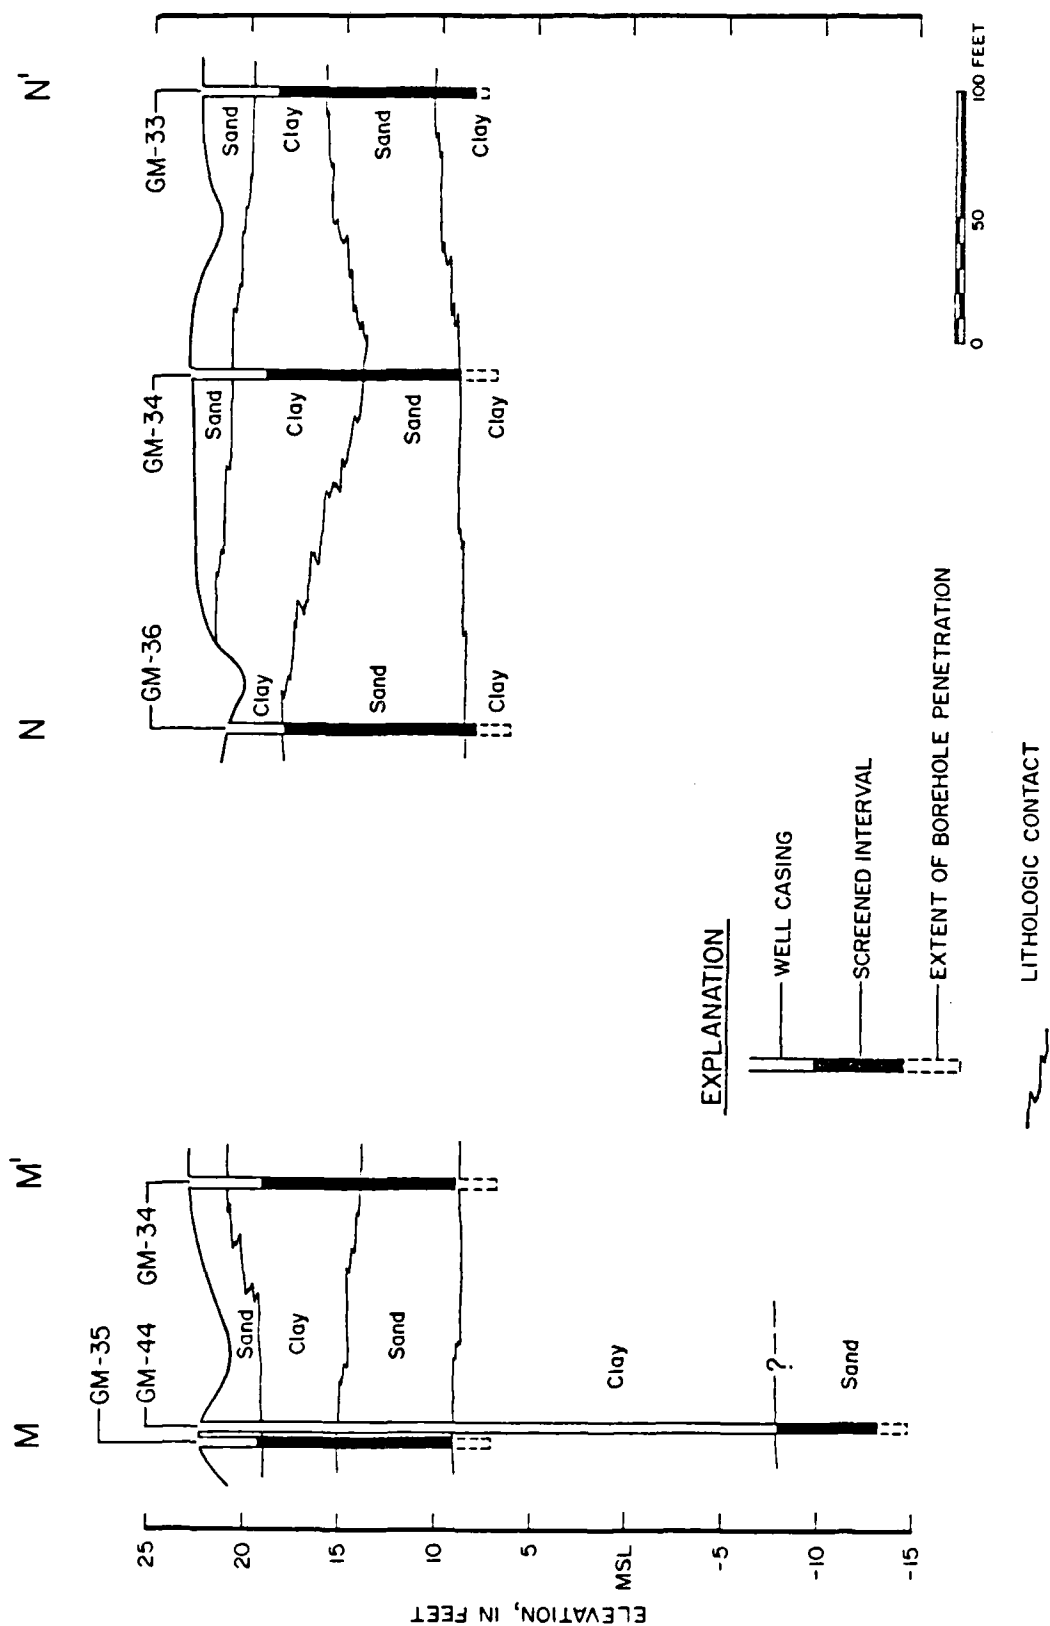 M
M'
N
N'
GM-35
GM-44
GM-34
GM-36
GM-34
GM-33
ELEVATION, IN FEET
25
20
15
10
5
MSL
-5
-10
-15
Sand
Clay
Sand
Clay
?
Sand
Clay
Sand
Clay
Sand
Clay
Sand
Clay
Sand
Clay
Sand
Clay
EXPLANATION
WELL CASING
SCREENED INTERVAL
EXTENT OF BOREHOLE PENETRATION
LITHOLOGIC CONTACT
0 50 100 FEET